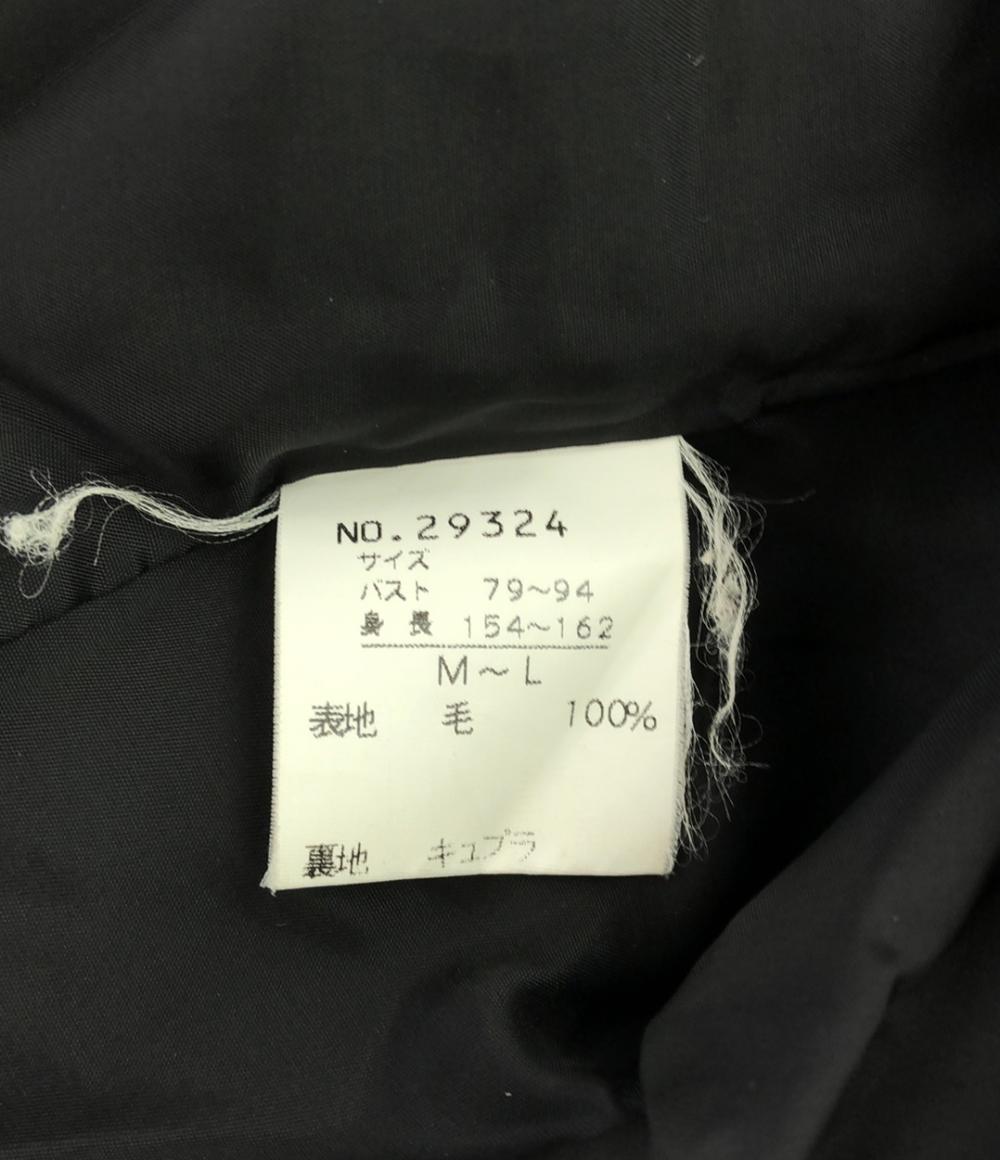 NO.29324
サイズ
バスト 79～94
身長 154～162
M～L
表地 毛 100%
裏地 キュプラ